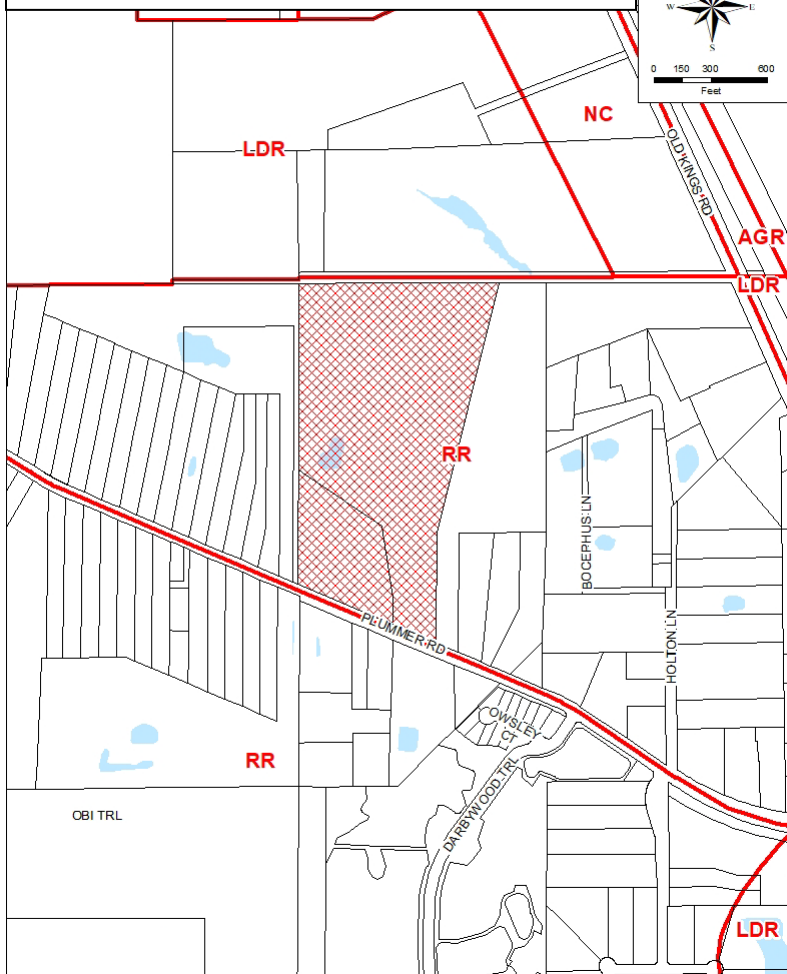 W E
S
0 150 300 600
Feet
NC
LDR
OLD KINGS RD
AGR
LDR
RR
BOCEPHUS LN
PLUMMER RD
HOLTON LN
OWSLEY
CT
RR
DARBYWOOD TRL
OBI TRL
LDR